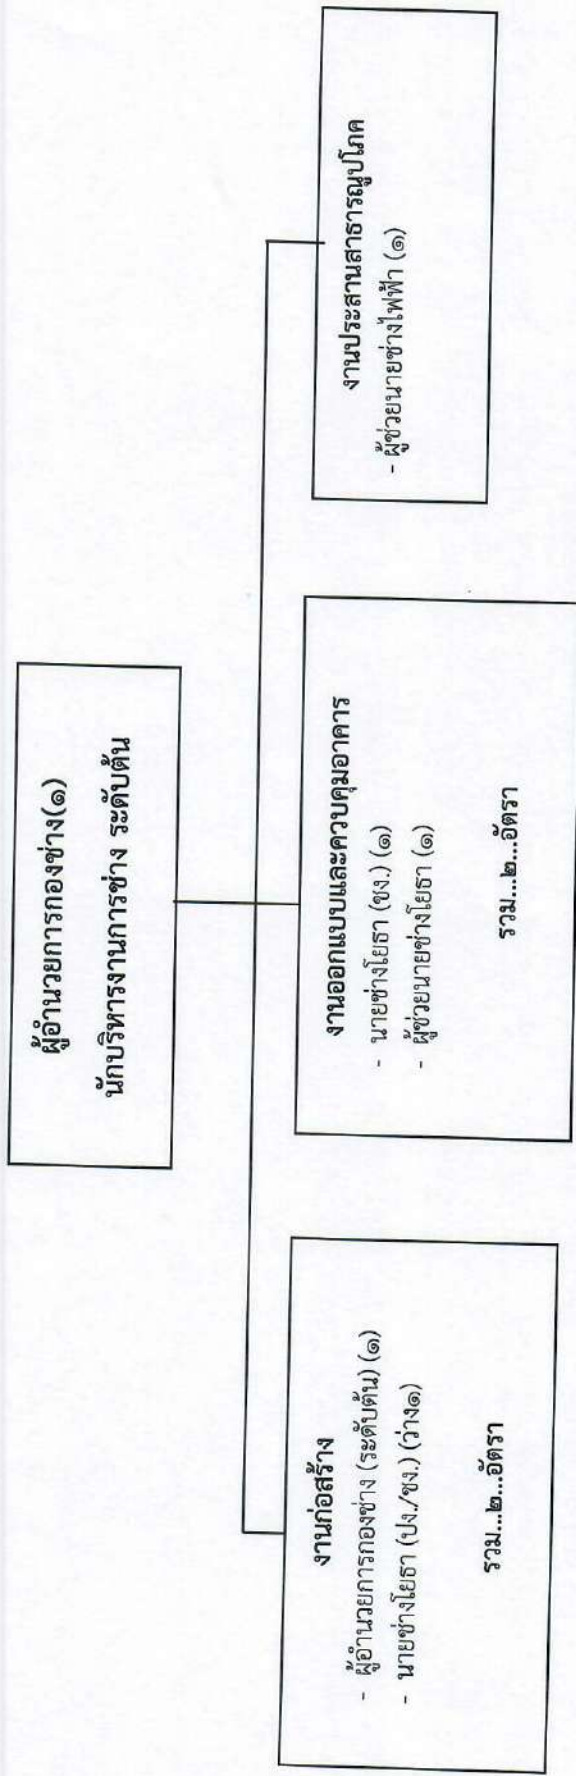 ผู้อำนวยการกองช่าง(๑)
นักบริหารงานการช่าง ระดับต้น
งานก่อสร้าง
- ผู้อำนวยการกองช่าง (ระดับต้น) (๑)
- นายช่างโยธา (ปง./ชง.) (ว่าง๑)
รวม...๒...อัตรา
งานออกแบบและควบคุมอาคาร
- นายช่างโยธา (ชง.) (๑)
- ผู้ช่วยนายช่างโยธา (๑)
รวม...๒...อัตรา
งานประสานสาธารณูปโภค
- ผู้ช่วยนายช่างไฟฟ้า (๑)